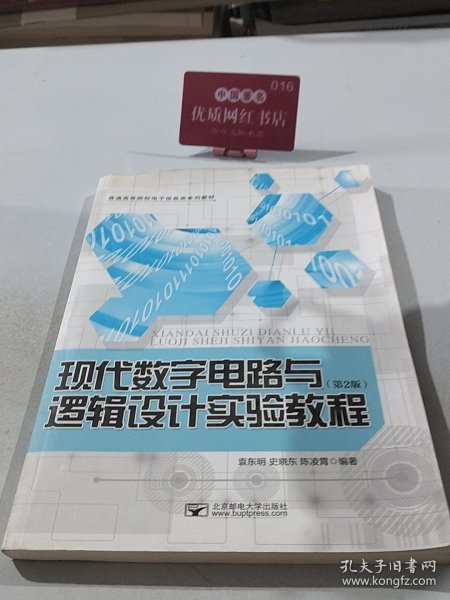 016
中国著名
优质网红书店
普通高等院校电子信息类系列教材
XIANDAI SHUZI DIANLU YU
LUOJI SHEJI SHIYAN JIAOCHENG
现代数字电路与
逻辑设计实验教程
(第2版)
袁东明 史晓东 陈凌霄 编著
北京邮电大学出版社
www.buptpress.com
孔夫子旧书网
www.kongfz.com